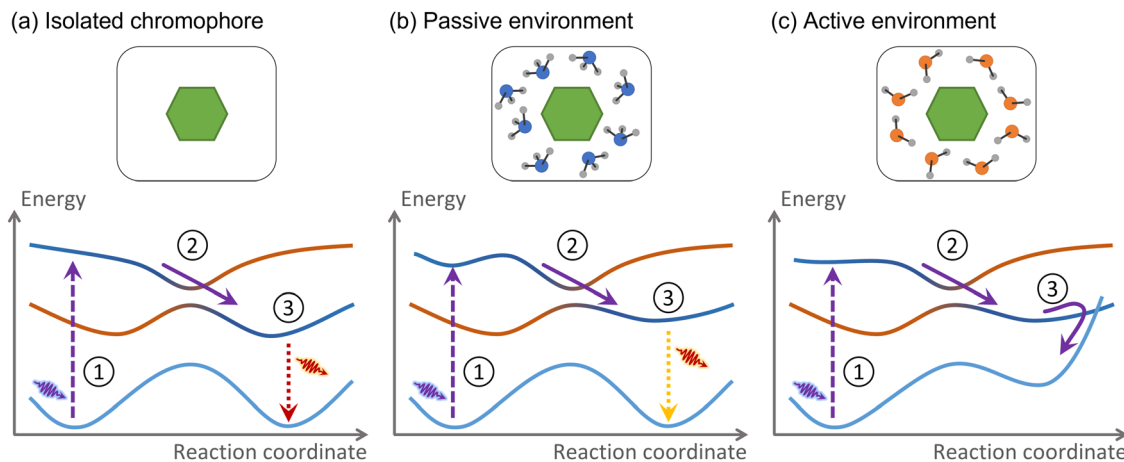 (a) Isolated chromophore
Energy
②
③
①
Reaction coordinate
(b) Passive environment
Energy
②
③
①
Reaction coordinate
(c) Active environment
Energy
②
③
①
Reaction coordinate